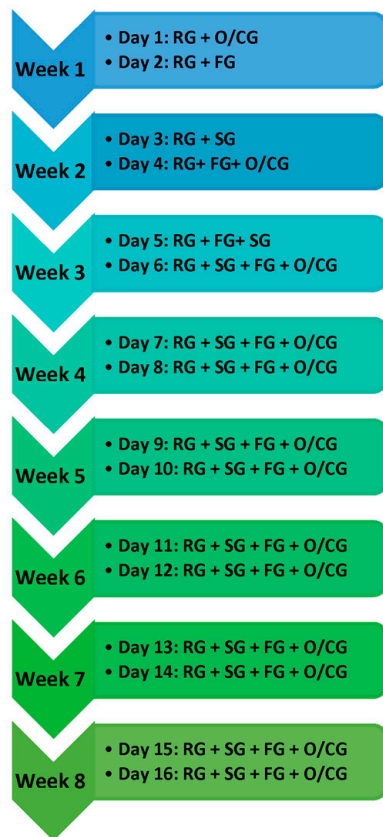 Week 1
• Day 1: RG + O/CG
• Day 2: RG + FG
Week 2
• Day 3: RG + SG
• Day 4: RG+ FG+ O/CG
Week 3
• Day 5: RG + FG+ SG
• Day 6: RG + SG + FG + O/CG
Week 4
• Day 7: RG + SG + FG + O/CG
• Day 8: RG + SG + FG + O/CG
Week 5
• Day 9: RG + SG + FG + O/CG
• Day 10: RG + SG + FG + O/CG
Week 6
• Day 11: RG + SG + FG + O/CG
• Day 12: RG + SG + FG + O/CG
Week 7
• Day 13: RG + SG + FG + O/CG
• Day 14: RG + SG + FG + O/CG
Week 8
• Day 15: RG + SG + FG + O/CG
• Day 16: RG + SG + FG + O/CG